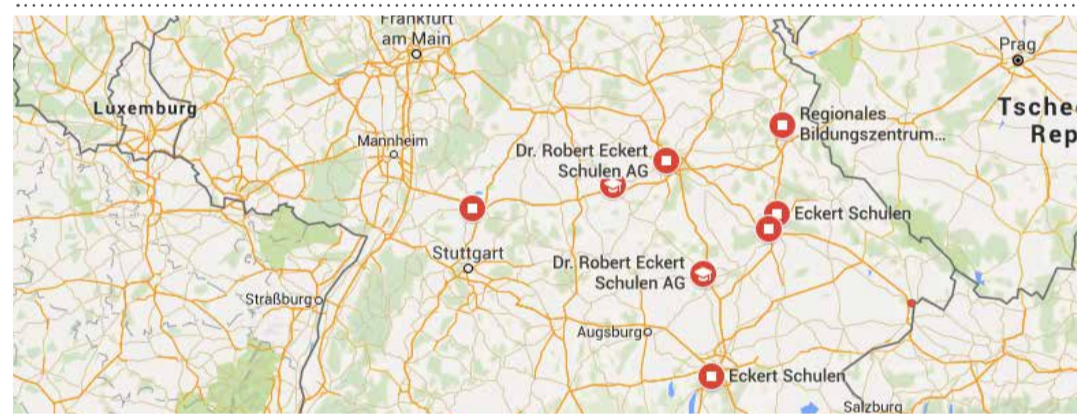 Frankfurt
am Main
Prag
Luxemburg
Tsche
Rep
Regionales
Bildungszentrum...
Mannheim
Dr. Robert Eckert
Schulen AG
Eckert Schulen
Stuttgart
Dr. Robert Eckert
Schulen AG
Straßburg
Augsburg
Eckert Schulen
Salzburg